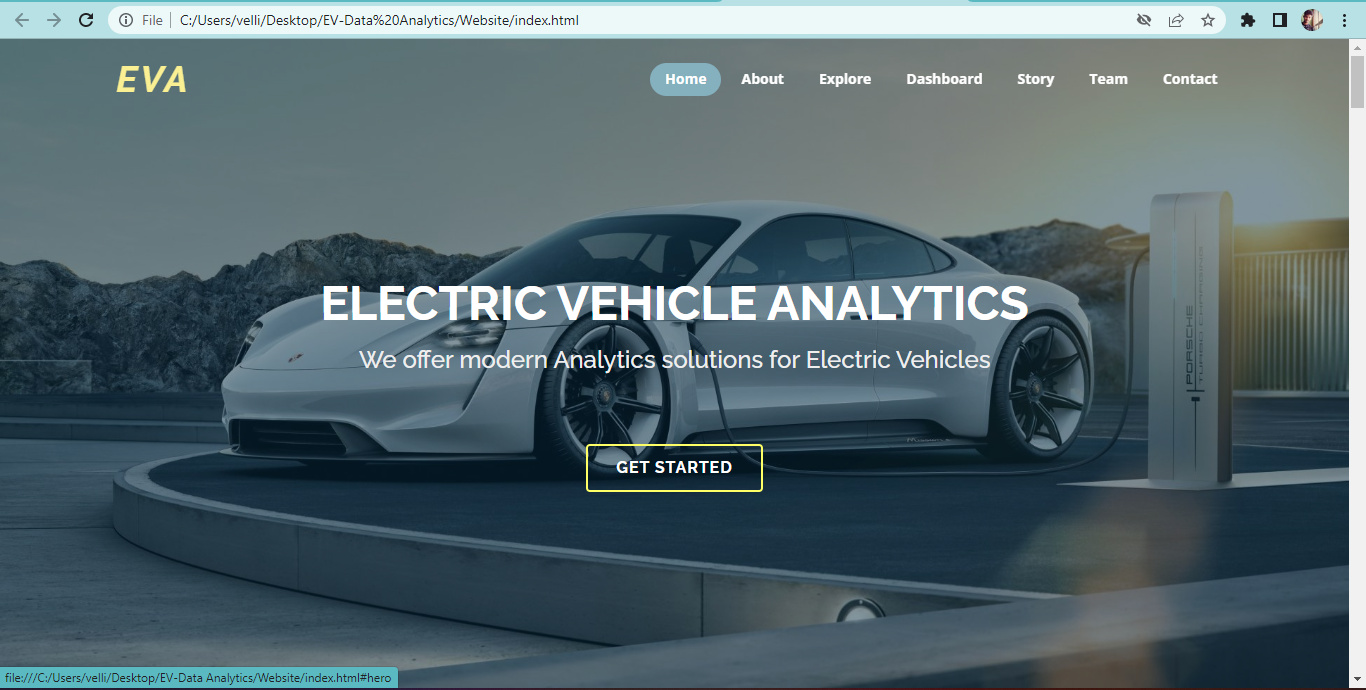 File
C:/Users/velli/Desktop/EV-Data%20Analytics/Website/index.html
EVA
Home About Explore Dashboard Story Team Contact
ELECTRIC VEHICLE ANALYTICS
We offer modern Analytics solutions for Electric Vehicles
PORSCHE
GET STARTED
file:///C:/Users/velli/Desktop/EV-Data Analytics/Website/index.html#hero